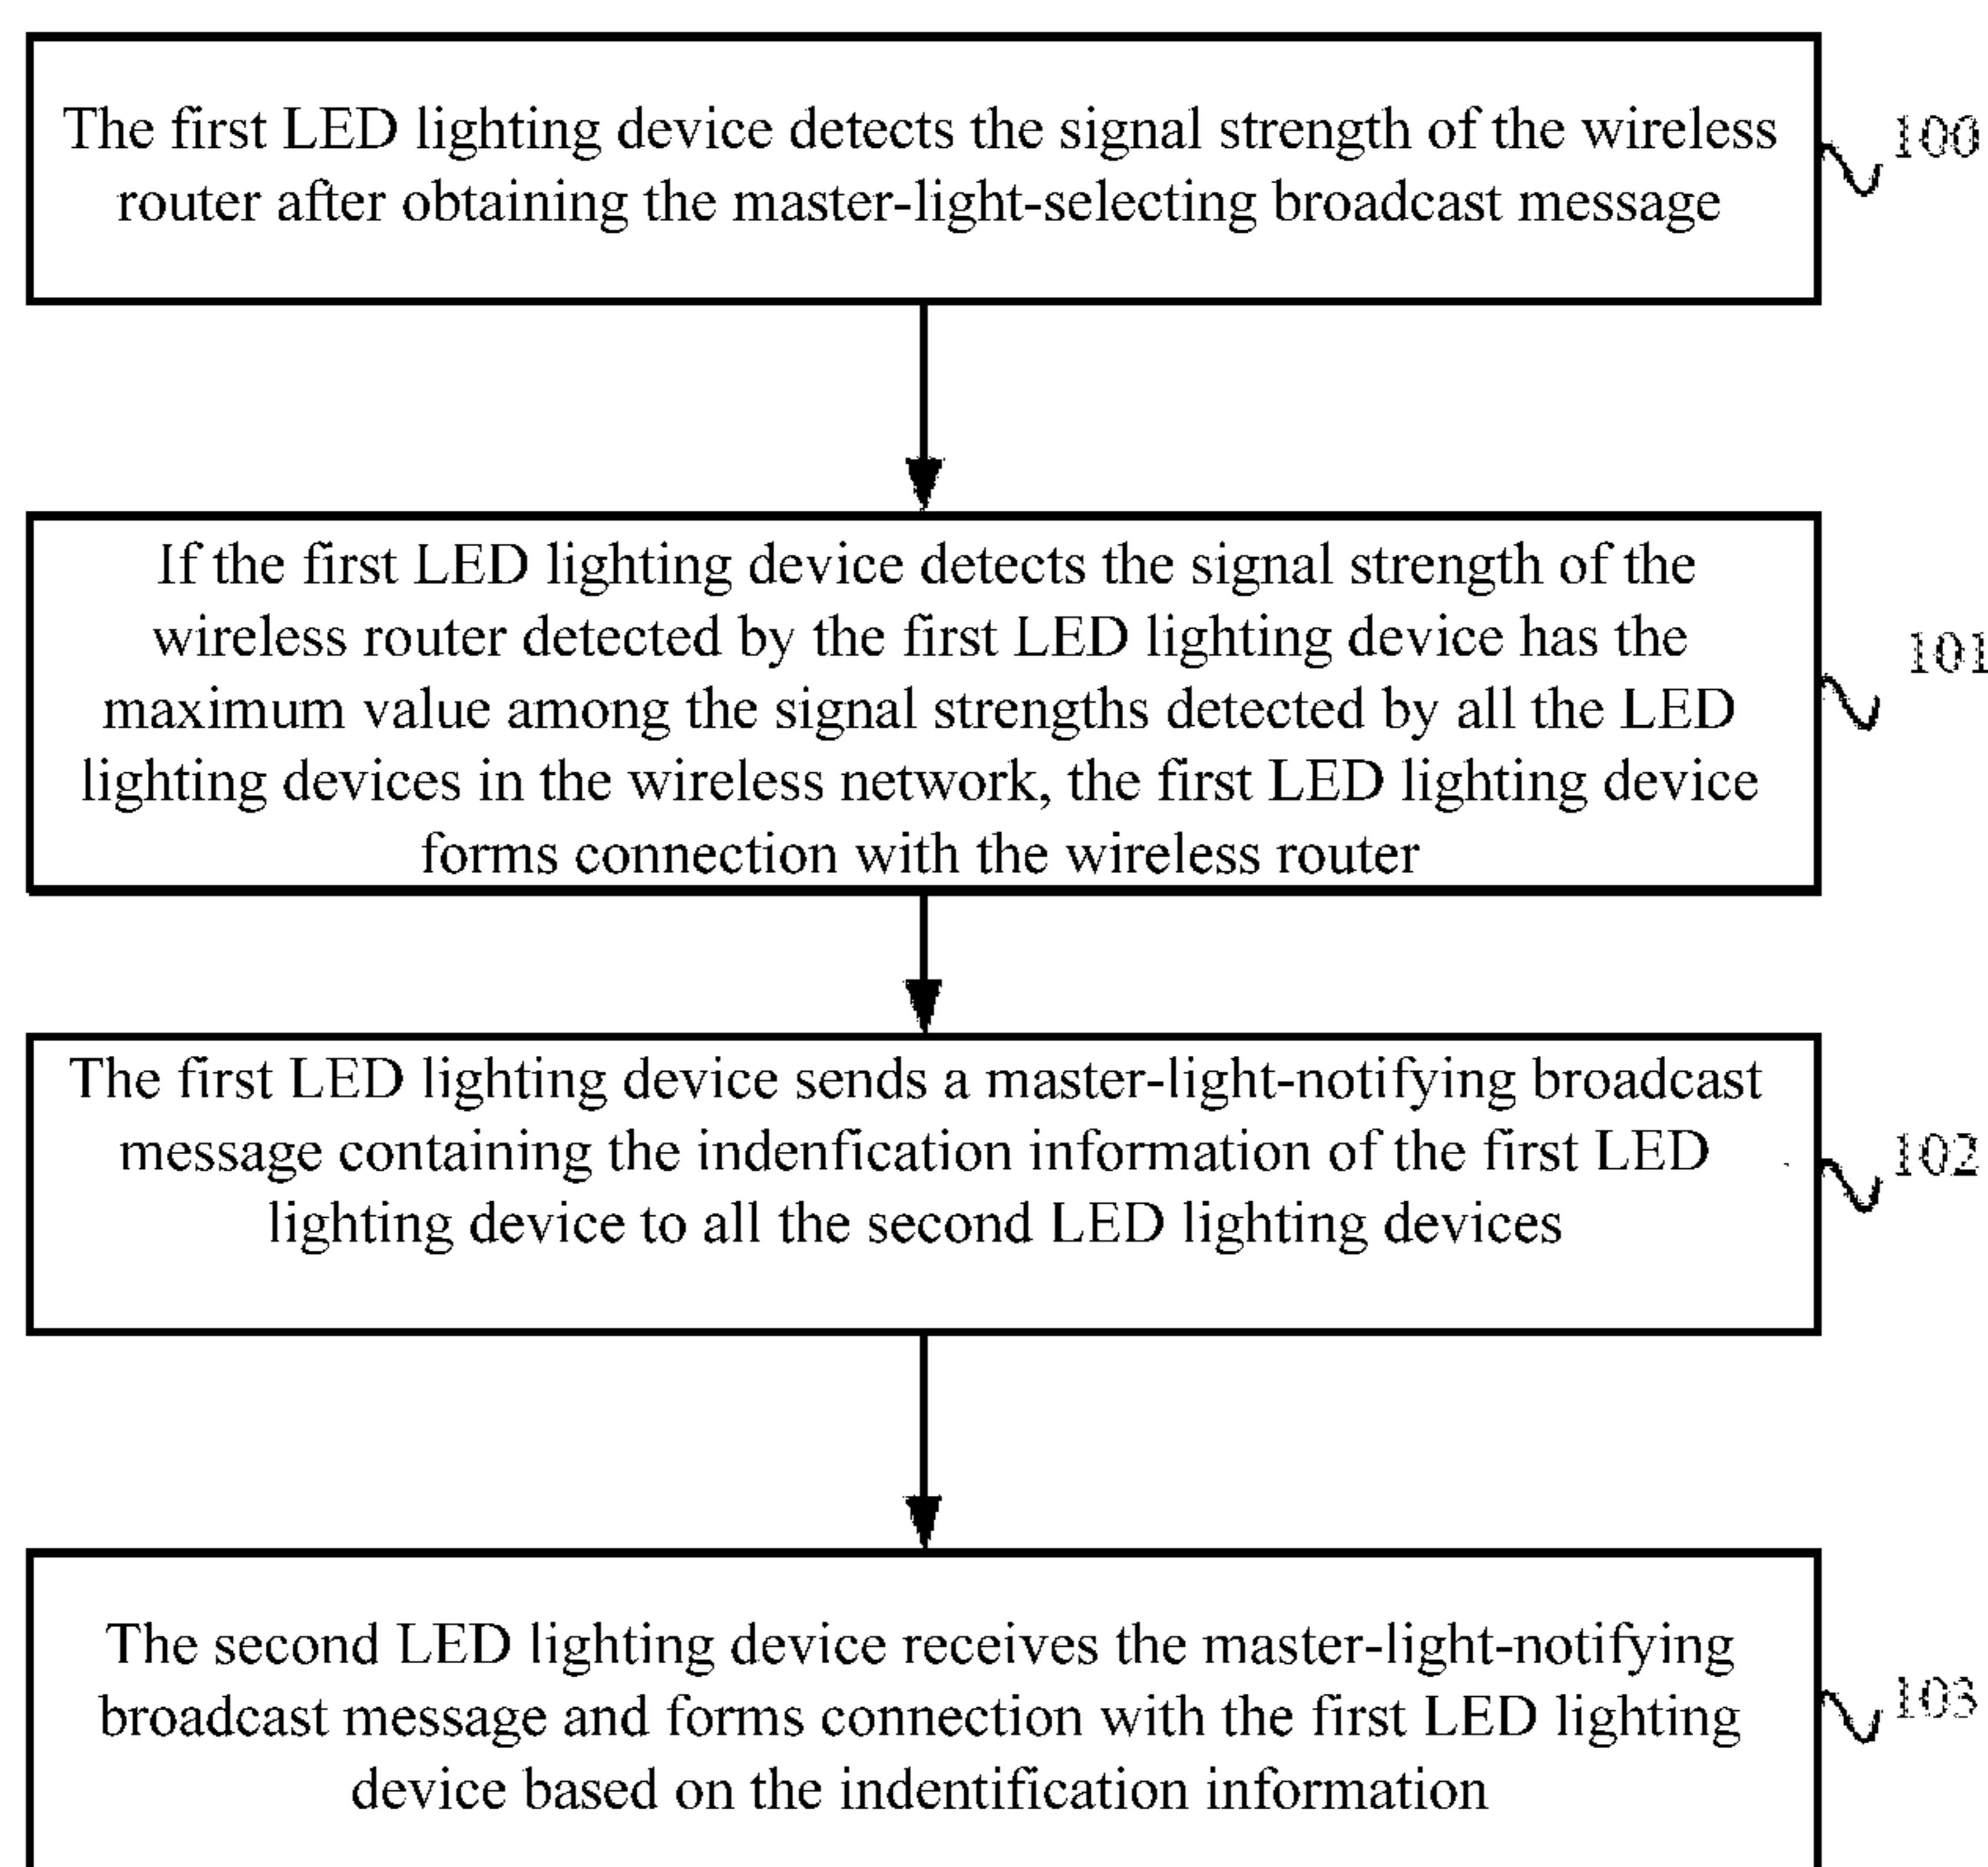 The first LED lighting device detects the signal strength of the wireless
router after obtaining the master-light-selecting broadcast message
100
If the first LED lighting device detects the signal strength of the
wireless router detected by the first LED lighting device has the
maximum value among the signal strengths detected by all the LED
lighting devices in the wireless network, the first LED lighting device
forms connection with the wireless router
101
The first LED lighting device sends a master-light-notifying broadcast
message containing the indenfication information of the first LED
lighting device to all the second LED lighting devices
102
The second LED lighting device receives the master-light-notifying
broadcast message and forms connection with the first LED lighting
device based on the indentification information
103